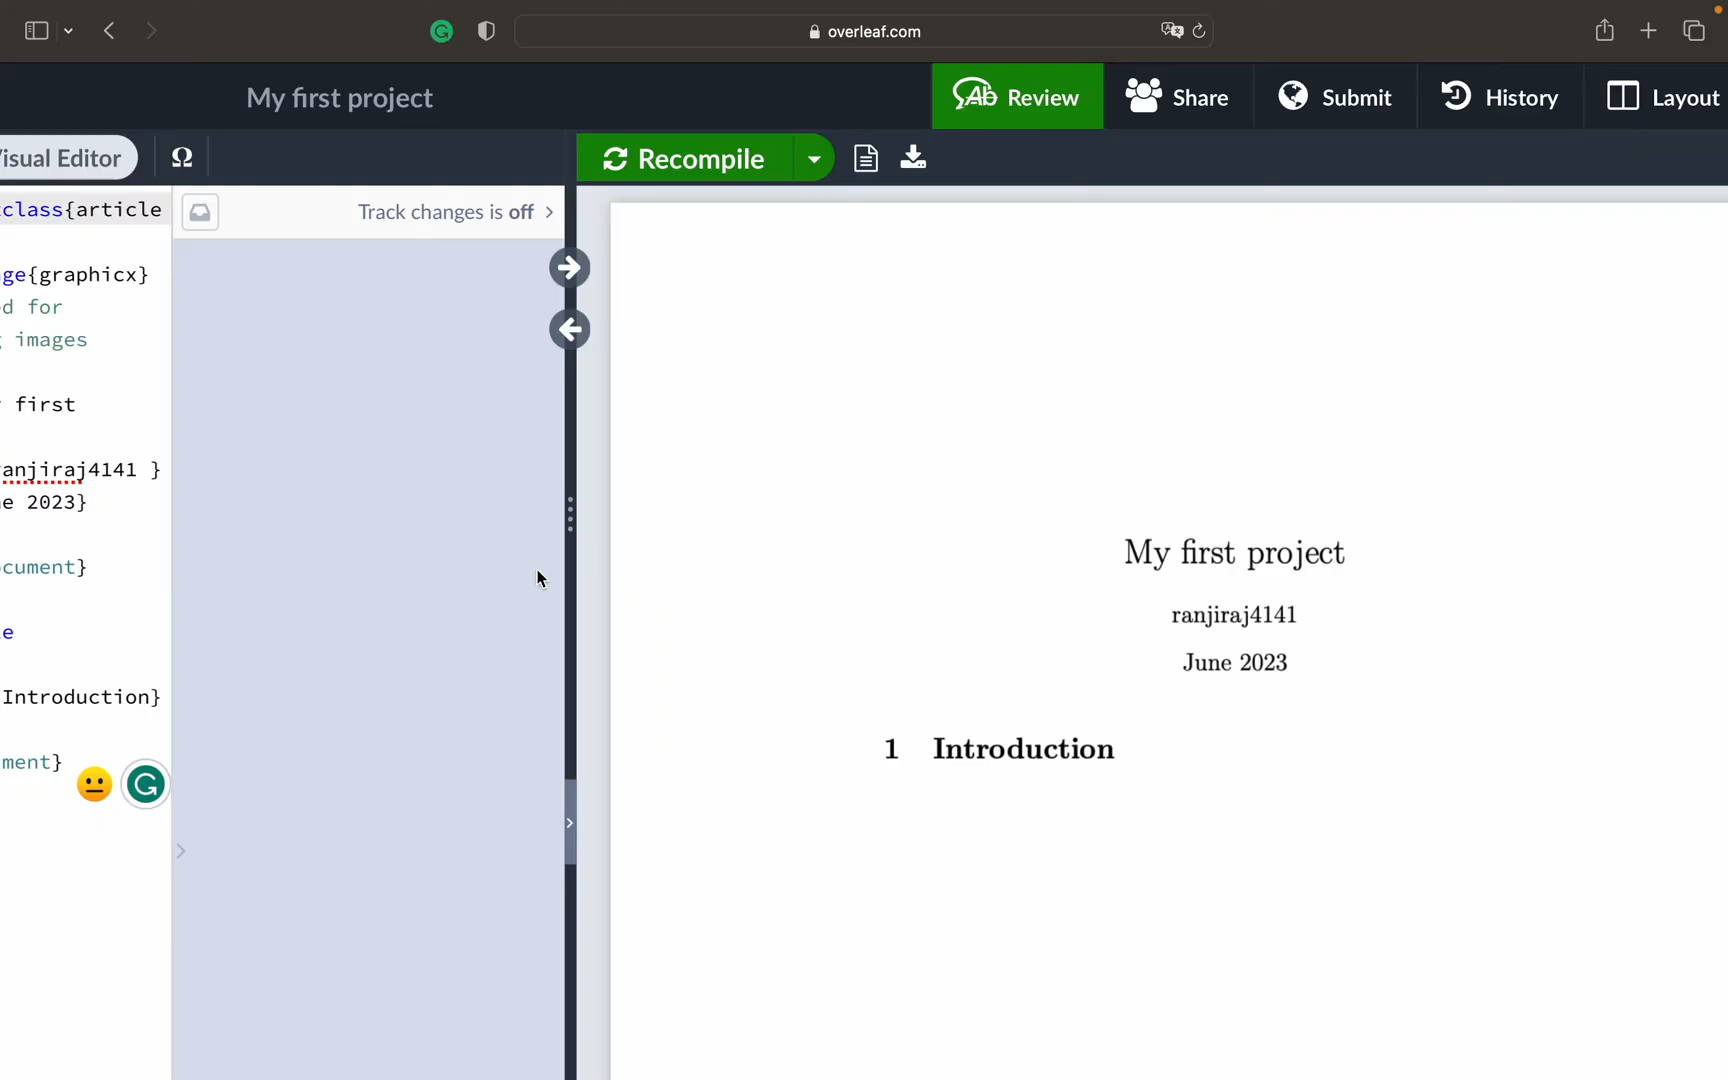 overleaf.com
My first project
Review
Share
Submit
History
Layout
isual Editor
Ω
Recompile
class{article
Track changes is off
ge{graphicx}
d for
images
first
anjiraj4141 }
e 2023}
cument}
e
Introduction}
ment}
My first project
ranjiraj4141
June 2023
1 Introduction